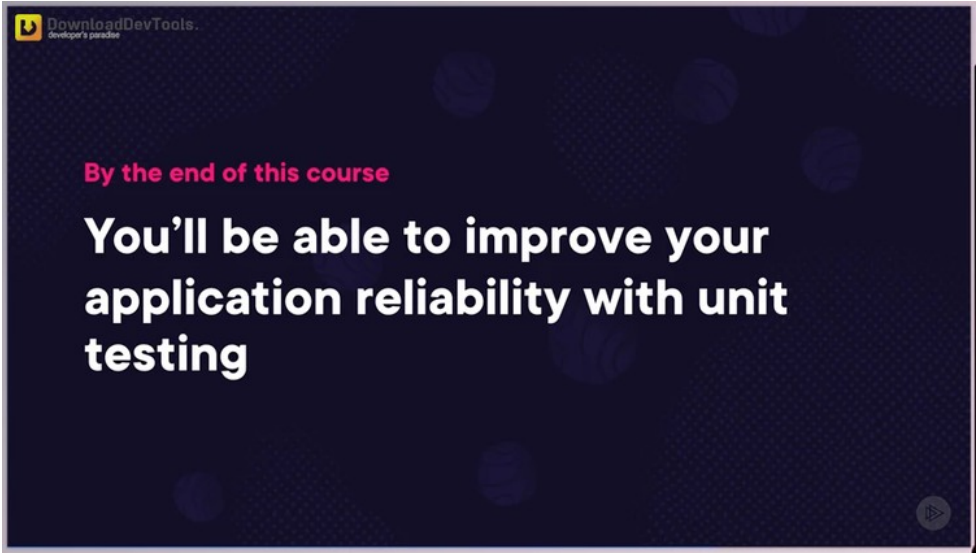 DownloadDevTools.
developer's paradise
By the end of this course
You’ll be able to improve your
application reliability with unit
testing